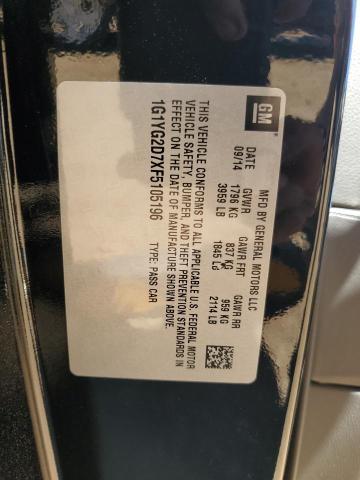 GM
MFD BY GENERAL MOTORS LLC
DATE GVWR GAWR FRT GAWR RR
09/14 1796 KG 837 KG 959 KG
3959 LB 1845 LB 2114 LB
THIS VEHICLE CONFORMS TO ALL APPLICABLE U.S. FEDERAL MOTOR
VEHICLE SAFETY, BUMPER, AND THEFT PREVENTION STANDARDS IN
EFFECT ON THE DATE OF MANUFACTURE SHOWN ABOVE.
1G1YG2D7XF5105196 TYPE: PASS CAR